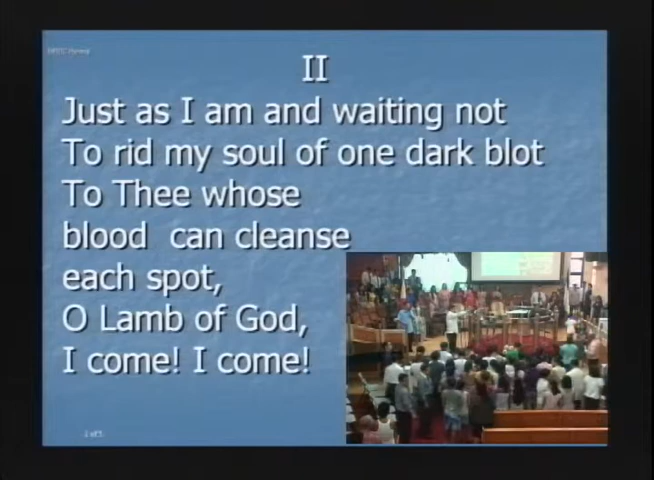 II
Just as I am and waiting not
To rid my soul of one dark blot
To Thee whose
blood can cleanse
each spot,
O Lamb of God,
I come! I come!